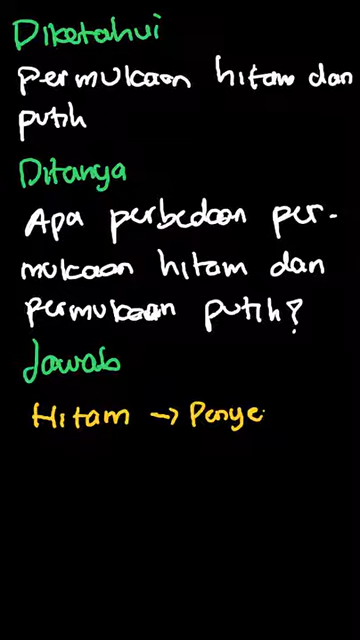 Diketahui
Permukaan hitam dan
putih
Ditanya
Apa perbedaan per-
mukaan hitam dan
permukaan putih?
Jawab
Hitam → Penye